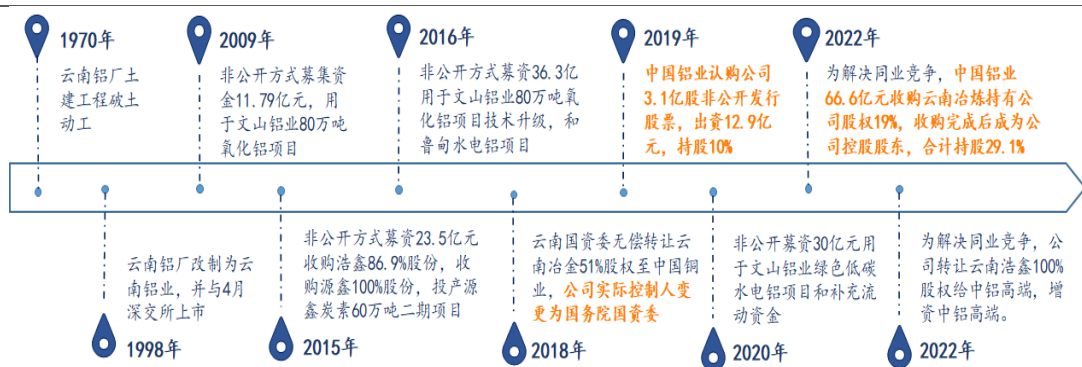 1970年
云南铝厂土
建工程破土
动工
2009年
非公开方式募集资
金11.79亿元，用
于文山铝业80万吨
氧化铝项目
2016年
非公开方式募资36.3亿
用于文山铝业80万吨氧
化铝项目技术升级，和
鲁甸水电铝项目
2019年
中国铝业认购公司
3.1亿股非公开发行
股票，出资12.9亿
元，持股10%
2022年
为解决同业竞争，中国铝业
66.6亿元收购云南冶炼持有公
司股权19%，收购完成后成为公
司控股股东，合计持股29.1%
云南铝厂改制为云
南铝业，并与4月
深交所上市
1998年
非公开方式募资23.5亿元
收购浩鑫86.9%股份，收
购源鑫100%股份，投产源
鑫炭素60万吨二期项目
2015年
云南国资委无偿转让云
南冶金51%股权至中国铜
业，公司实际控制人变
更为国务院国资委
2018年
非公开募资30亿元用
于文山铝业绿色低碳
水电铝项目和补充流
动资金
2020年
为解决同业竞争，公
司转让云南浩鑫100%
股权给中铝高端，增
资中铝高端。
2022年